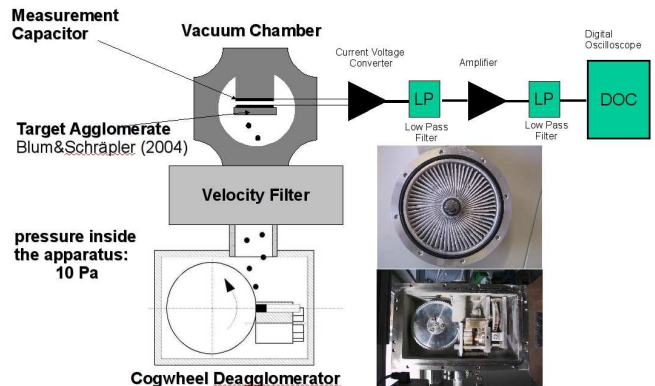 Measurement
Capacitor
Vacuum Chamber
Current Voltage
Converter
Amplifier
Digital
Oscilloscope
LP
LP
DOC
Low Pass
Filter
Low Pass
Filter
Target Agglomerate
Blum&Schräpler (2004)
Velocity Filter
pressure inside
the apparatus:
10 Pa
Cogwheel Deagglomerator